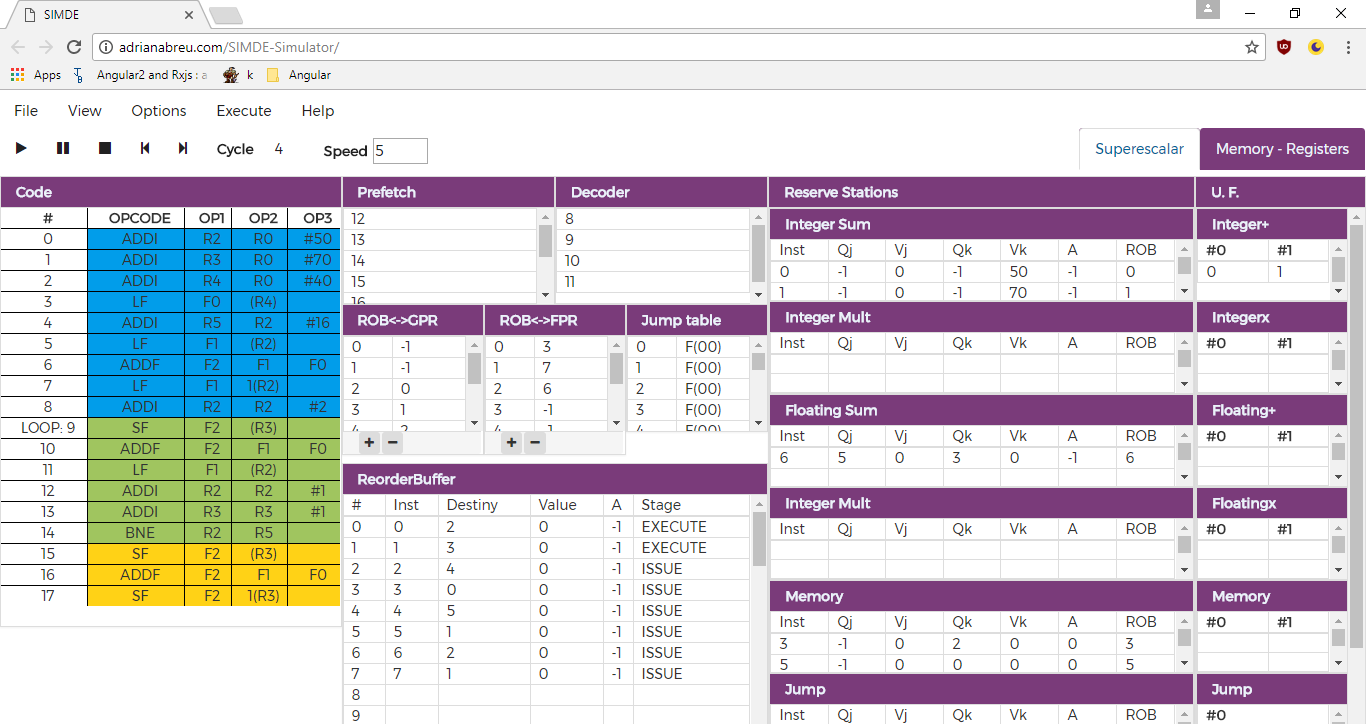 SIMDE
adrianabreu.com/SIMDE-Simulator/
Apps Angular2 and Rxjs : a k Angular
File View Options Execute Help
Cycle 4 Speed 5 Superescalar Memory - Registers
Code
# OPCODE OP1 OP2 OP3
0 ADDI R2 R0 #50
1 ADDI R3 R0 #70
2 ADDI R4 R0 #40
3 LF F0 (R4)
4 ADDI R5 R2 #16
5 LF F1 (R2)
6 ADDF F2 F1 F0
7 LF F1 1(R2)
8 ADDI R2 R2 #2
LOOP: 9 SF F2 (R3)
10 ADDF F2 F1 F0
11 LF F1 (R2)
12 ADDI R2 R2 #1
13 ADDI R3 R3 #1
14 BNE R2 R5
15 SF F2 (R3)
16 ADDF F2 F1 F0
17 SF F2 1(R3)
Prefetch
12
13
14
15
16
Decoder
8
9
10
11
ROB<->GPR
0 -1
1 -1
2 0
3 1
4 2
+ −
ROB<->FPR
0 3
1 7
2 6
3 -1
4 -1
+ −
Jump table
0 F(00)
1 F(00)
2 F(00)
3 F(00)
4 F(00)
ReorderBuffer
# Inst Destiny Value A Stage
0 0 2 0 -1 EXECUTE
1 1 3 0 -1 EXECUTE
2 2 4 0 -1 ISSUE
3 3 0 0 -1 ISSUE
4 4 5 0 -1 ISSUE
5 5 1 0 -1 ISSUE
6 6 2 0 -1 ISSUE
7 7 1 0 -1 ISSUE
8
9
Reserve Stations
Integer Sum
Inst Qj Vj Qk Vk A ROB
0 -1 0 -1 50 -1 0
1 -1 0 -1 70 -1 1
Integer Mult
Inst Qj Vj Qk Vk A ROB
Floating Sum
Inst Qj Vj Qk Vk A ROB
6 5 0 3 0 -1 6
Integer Mult
Inst Qj Vj Qk Vk A ROB
Memory
Inst Qj Vj Qk Vk A ROB
3 -1 0 2 0 0 3
5 -1 0 0 0 0 5
Jump
Inst Qj Vj Qk Vk A ROB
U. F.
Integer+
#0 #1
0 1
Integerx
#0 #1
Floating+
#0 #1
Floatingx
#0 #1
Memory
#0 #1
Jump
#0